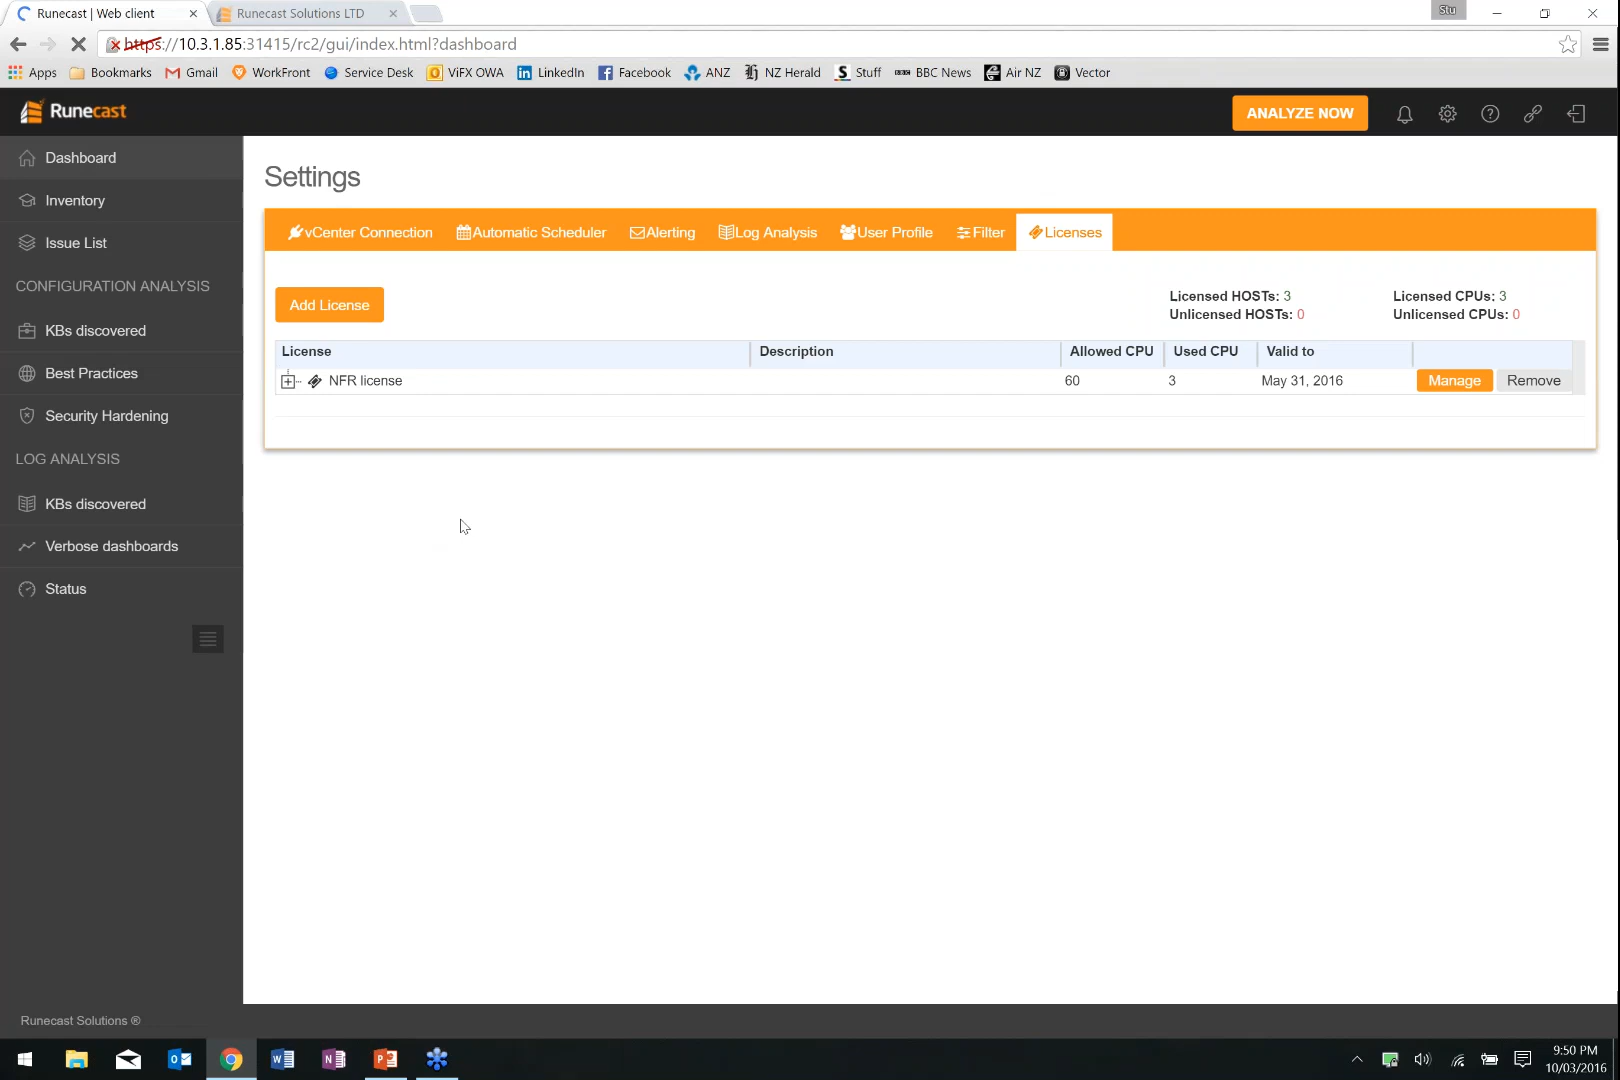 Runecast | Web client
Runecast Solutions LTD
Stu
https://10.3.1.85:31415/rc2/gui/index.html?dashboard
Apps Bookmarks Gmail WorkFront Service Desk ViFX OWA LinkedIn Facebook ANZ NZ Herald Stuff BBC News Air NZ Vector
Runecast
ANALYZE NOW
Dashboard
Inventory
Issue List
CONFIGURATION ANALYSIS
KBs discovered
Best Practices
Security Hardening
LOG ANALYSIS
KBs discovered
Verbose dashboards
Status
Settings
vCenter Connection Automatic Scheduler Alerting Log Analysis User Profile Filter Licenses
Add License
Licensed HOSTs: 3 Licensed CPUs: 3
Unlicensed HOSTs: 0 Unlicensed CPUs: 0
License Description Allowed CPU Used CPU Valid to
NFR license 60 3 May 31, 2016 Manage Remove
Runecast Solutions ®
9:50 PM
10/03/2016